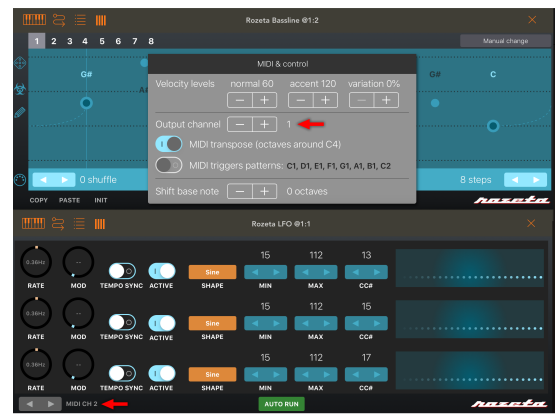 Rozeta Bassline @1:2
1 2 3 4 5 6 7 8
Manual change
MIDI & control
Velocity levels normal 60 accent 120 variation 0%
Output channel 1
MIDI transpose (octaves around C4)
MIDI triggers patterns: C1, D1, E1, F1, G1, A1, B1, C2
Shift base note 0 octaves
G#
G# C
0 shuffle
8 steps
COPY PASTE INIT
rozeta
Rozeta LFO @1:1
0.36Hz -- 15 112 13
Sine
RATE MOD TEMPO SYNC ACTIVE SHAPE MIN MAX CC#
0.36Hz -- 15 112 15
Sine
RATE MOD TEMPO SYNC ACTIVE SHAPE MIN MAX CC#
0.36Hz -- 15 112 17
Sine
RATE MOD TEMPO SYNC ACTIVE SHAPE MIN MAX CC#
MIDI CH 2
AUTO RUN
rozeta